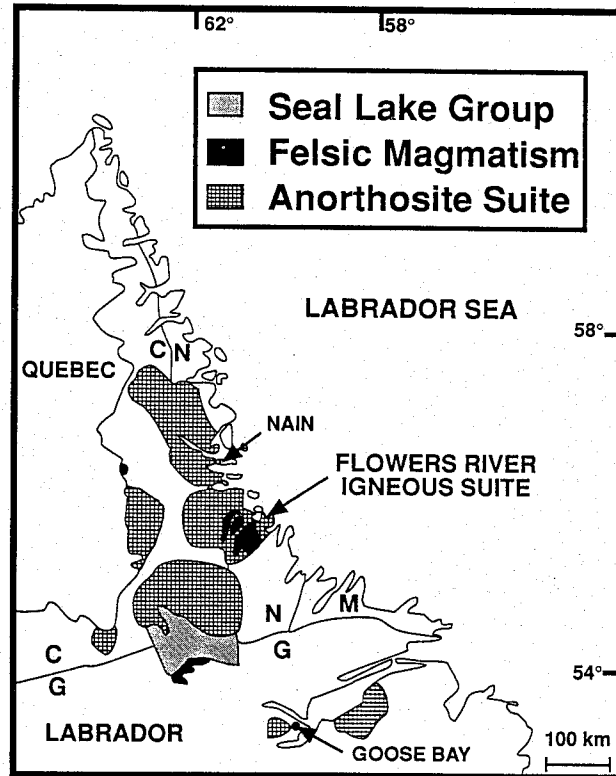 62°
58°
Seal Lake Group
Felsic Magmatism
Anorthosite Suite
LABRADOR SEA
58°
C N
QUEBEC
NAIN
FLOWERS RIVER
IGNEOUS SUITE
N M
G
C
G
54°
LABRADOR
GOOSE BAY
100 km